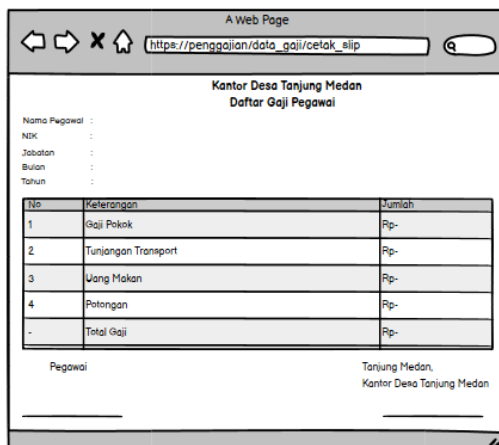 A Web Page
https://penggajian/data_gaji/cetak_slip
Kantor Desa Tanjung Medan
Daftar Gaji Pegawai
Nama Pegawai :
NIK :
Jabatan :
Bulan :
Tahun :
No Keterangan Jumlah
1 Gaji Pokok Rp-
2 Tunjangan Transport Rp-
3 Uang Makan Rp-
4 Potongan Rp-
- Total Gaji Rp-
Pegawai Tanjung Medan,
Kantor Desa Tanjung Medan